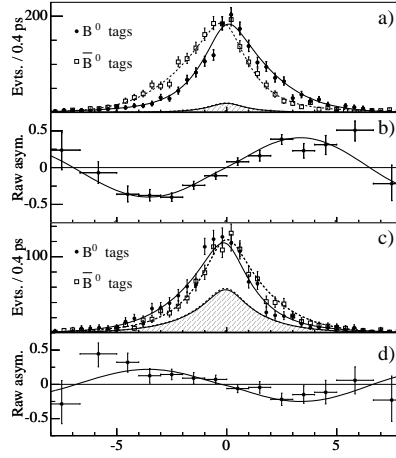 200
Evts. / 0.4 ps
B⁰ tags
B̅⁰ tags
a)
0.5
0
-0.5
Raw asym.
b)
100
Evts. / 0.4 ps
B⁰ tags
B̅⁰ tags
c)
0.5
0
-0.5
Raw asym.
d)
-5 0 5